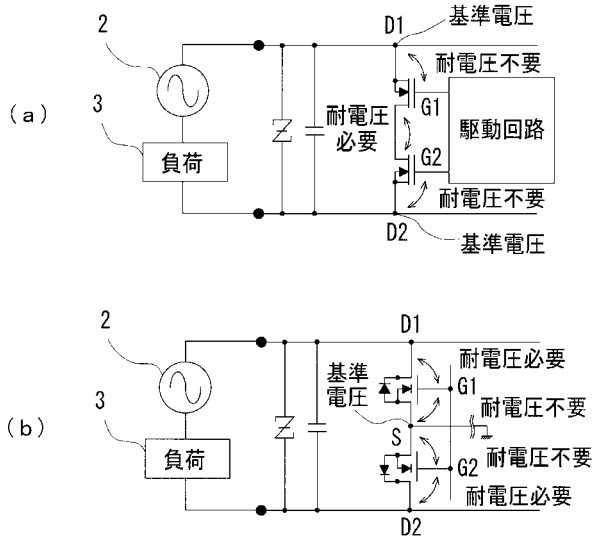 (a)
2
3
負荷
D1
基準電圧
耐電圧不要
G1
耐電圧
必要
駆動回路
G2
耐電圧不要
D2
基準電圧
(b)
2
3
負荷
D1
基準
電圧
耐電圧必要
G1
耐電圧不要
S
耐電圧不要
G2
耐電圧必要
D2